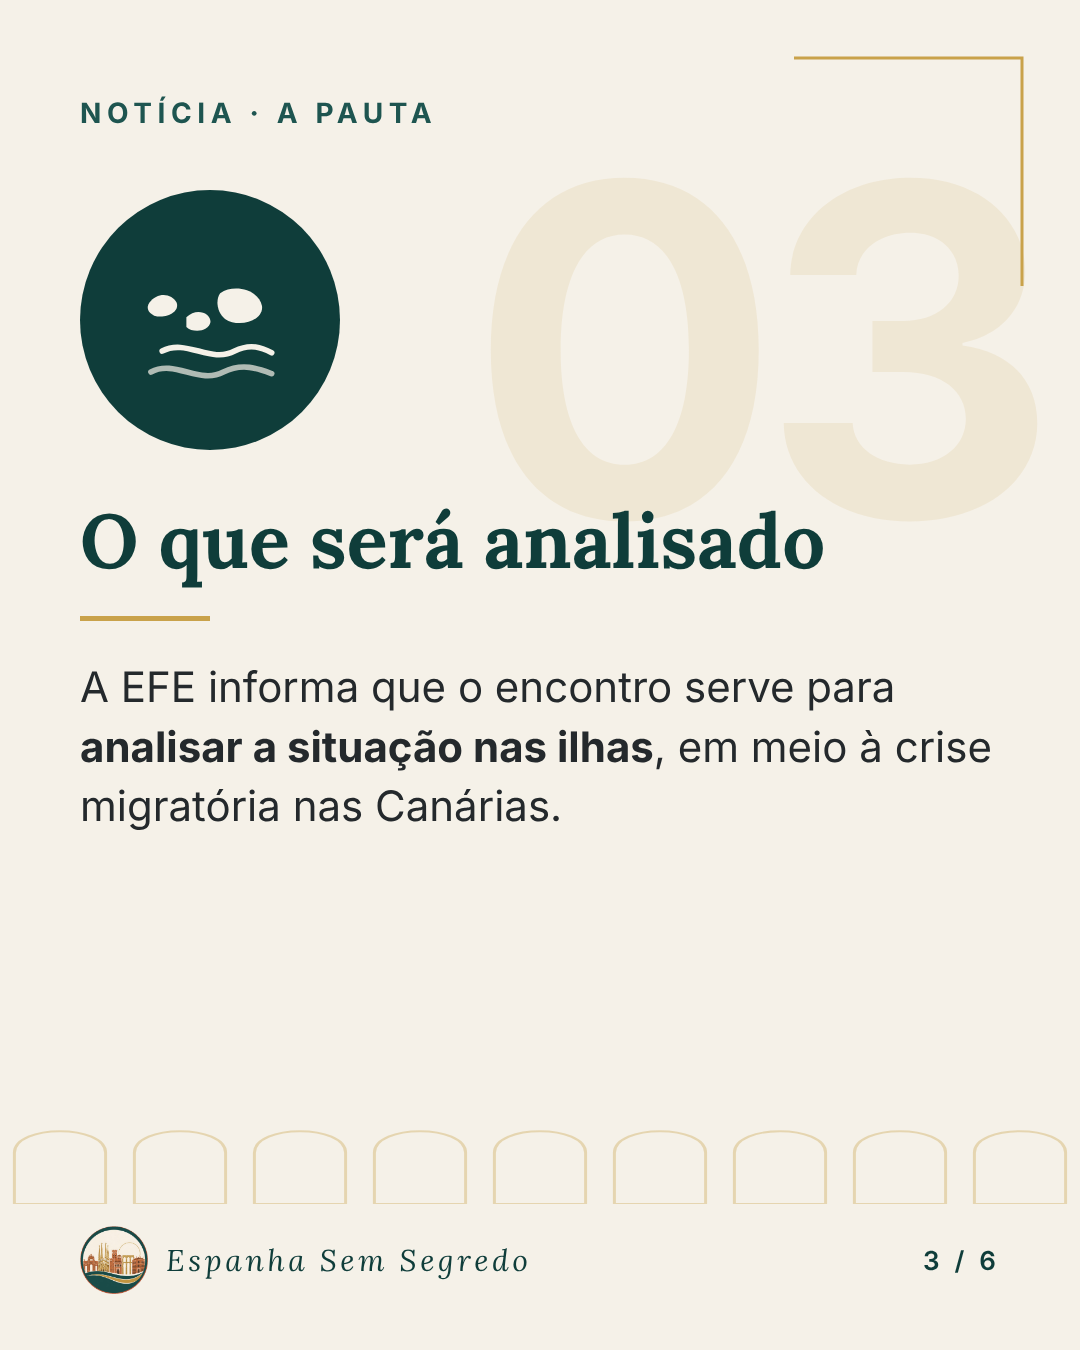 NOTÍCIA · A PAUTA
03
O que será analisado
A EFE informa que o encontro serve para
analisar a situação nas ilhas, em meio à crise
migratória nas Canárias.
Espanha Sem Segredo
3 / 6